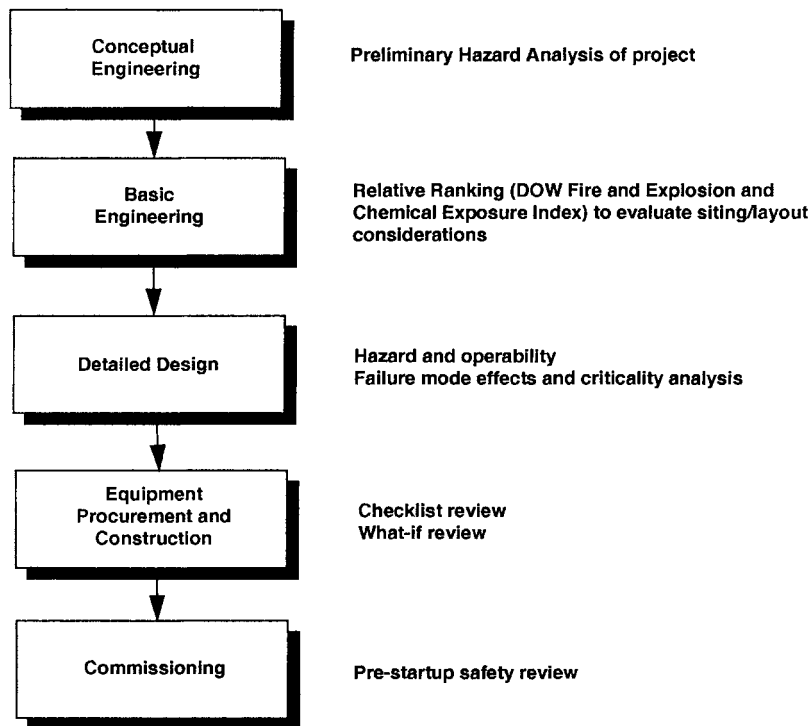 Conceptual
Engineering
Preliminary Hazard Analysis of project
Basic
Engineering
Relative Ranking (DOW Fire and Explosion and
Chemical Exposure Index) to evaluate siting/layout
considerations
Detailed Design
Hazard and operability
Failure mode effects and criticality analysis
Equipment
Procurement and
Construction
Checklist review
What-if review
Commissioning
Pre-startup safety review